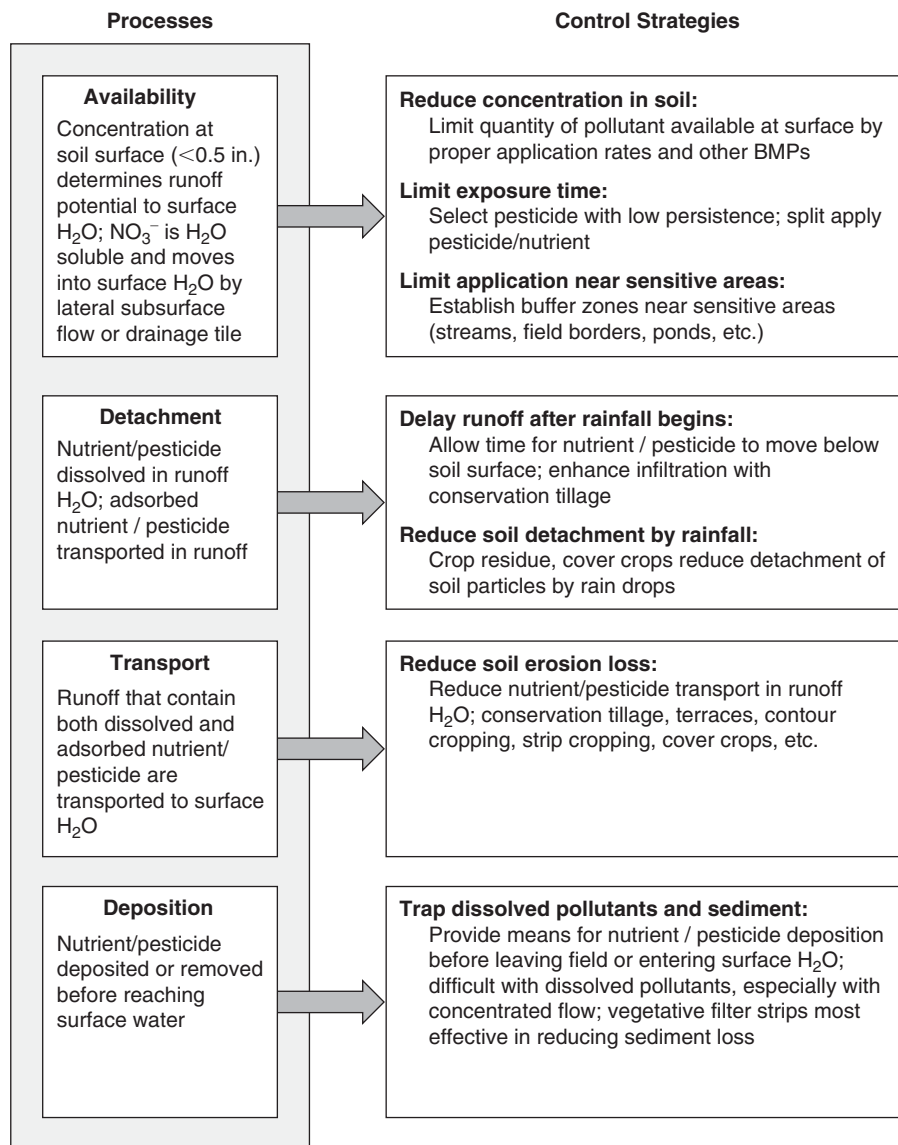 Processes
Control Strategies
Availability
Concentration at
soil surface (<0.5 in.)
determines runoff
potential to surface
H₂O; NO₃⁻ is H₂O
soluble and moves
into surface H₂O by
lateral subsurface
flow or drainage tile
Reduce concentration in soil:
Limit quantity of pollutant available at surface by
proper application rates and other BMPs
Limit exposure time:
Select pesticide with low persistence; split apply
pesticide/nutrient
Limit application near sensitive areas:
Establish buffer zones near sensitive areas
(streams, field borders, ponds, etc.)
Detachment
Nutrient/pesticide
dissolved in runoff
H₂O; adsorbed
nutrient / pesticide
transported in runoff
Delay runoff after rainfall begins:
Allow time for nutrient / pesticide to move below
soil surface; enhance infiltration with
conservation tillage
Reduce soil detachment by rainfall:
Crop residue, cover crops reduce detachment of
soil particles by rain drops
Transport
Runoff that contain
both dissolved and
adsorbed nutrient/
pesticide are
transported to surface
H₂O
Reduce soil erosion loss:
Reduce nutrient/pesticide transport in runoff
H₂O; conservation tillage, terraces, contour
cropping, strip cropping, cover crops, etc.
Deposition
Nutrient/pesticide
deposited or removed
before reaching
surface water
Trap dissolved pollutants and sediment:
Provide means for nutrient / pesticide deposition
before leaving field or entering surface H₂O;
difficult with dissolved pollutants, especially with
concentrated flow; vegetative filter strips most
effective in reducing sediment loss